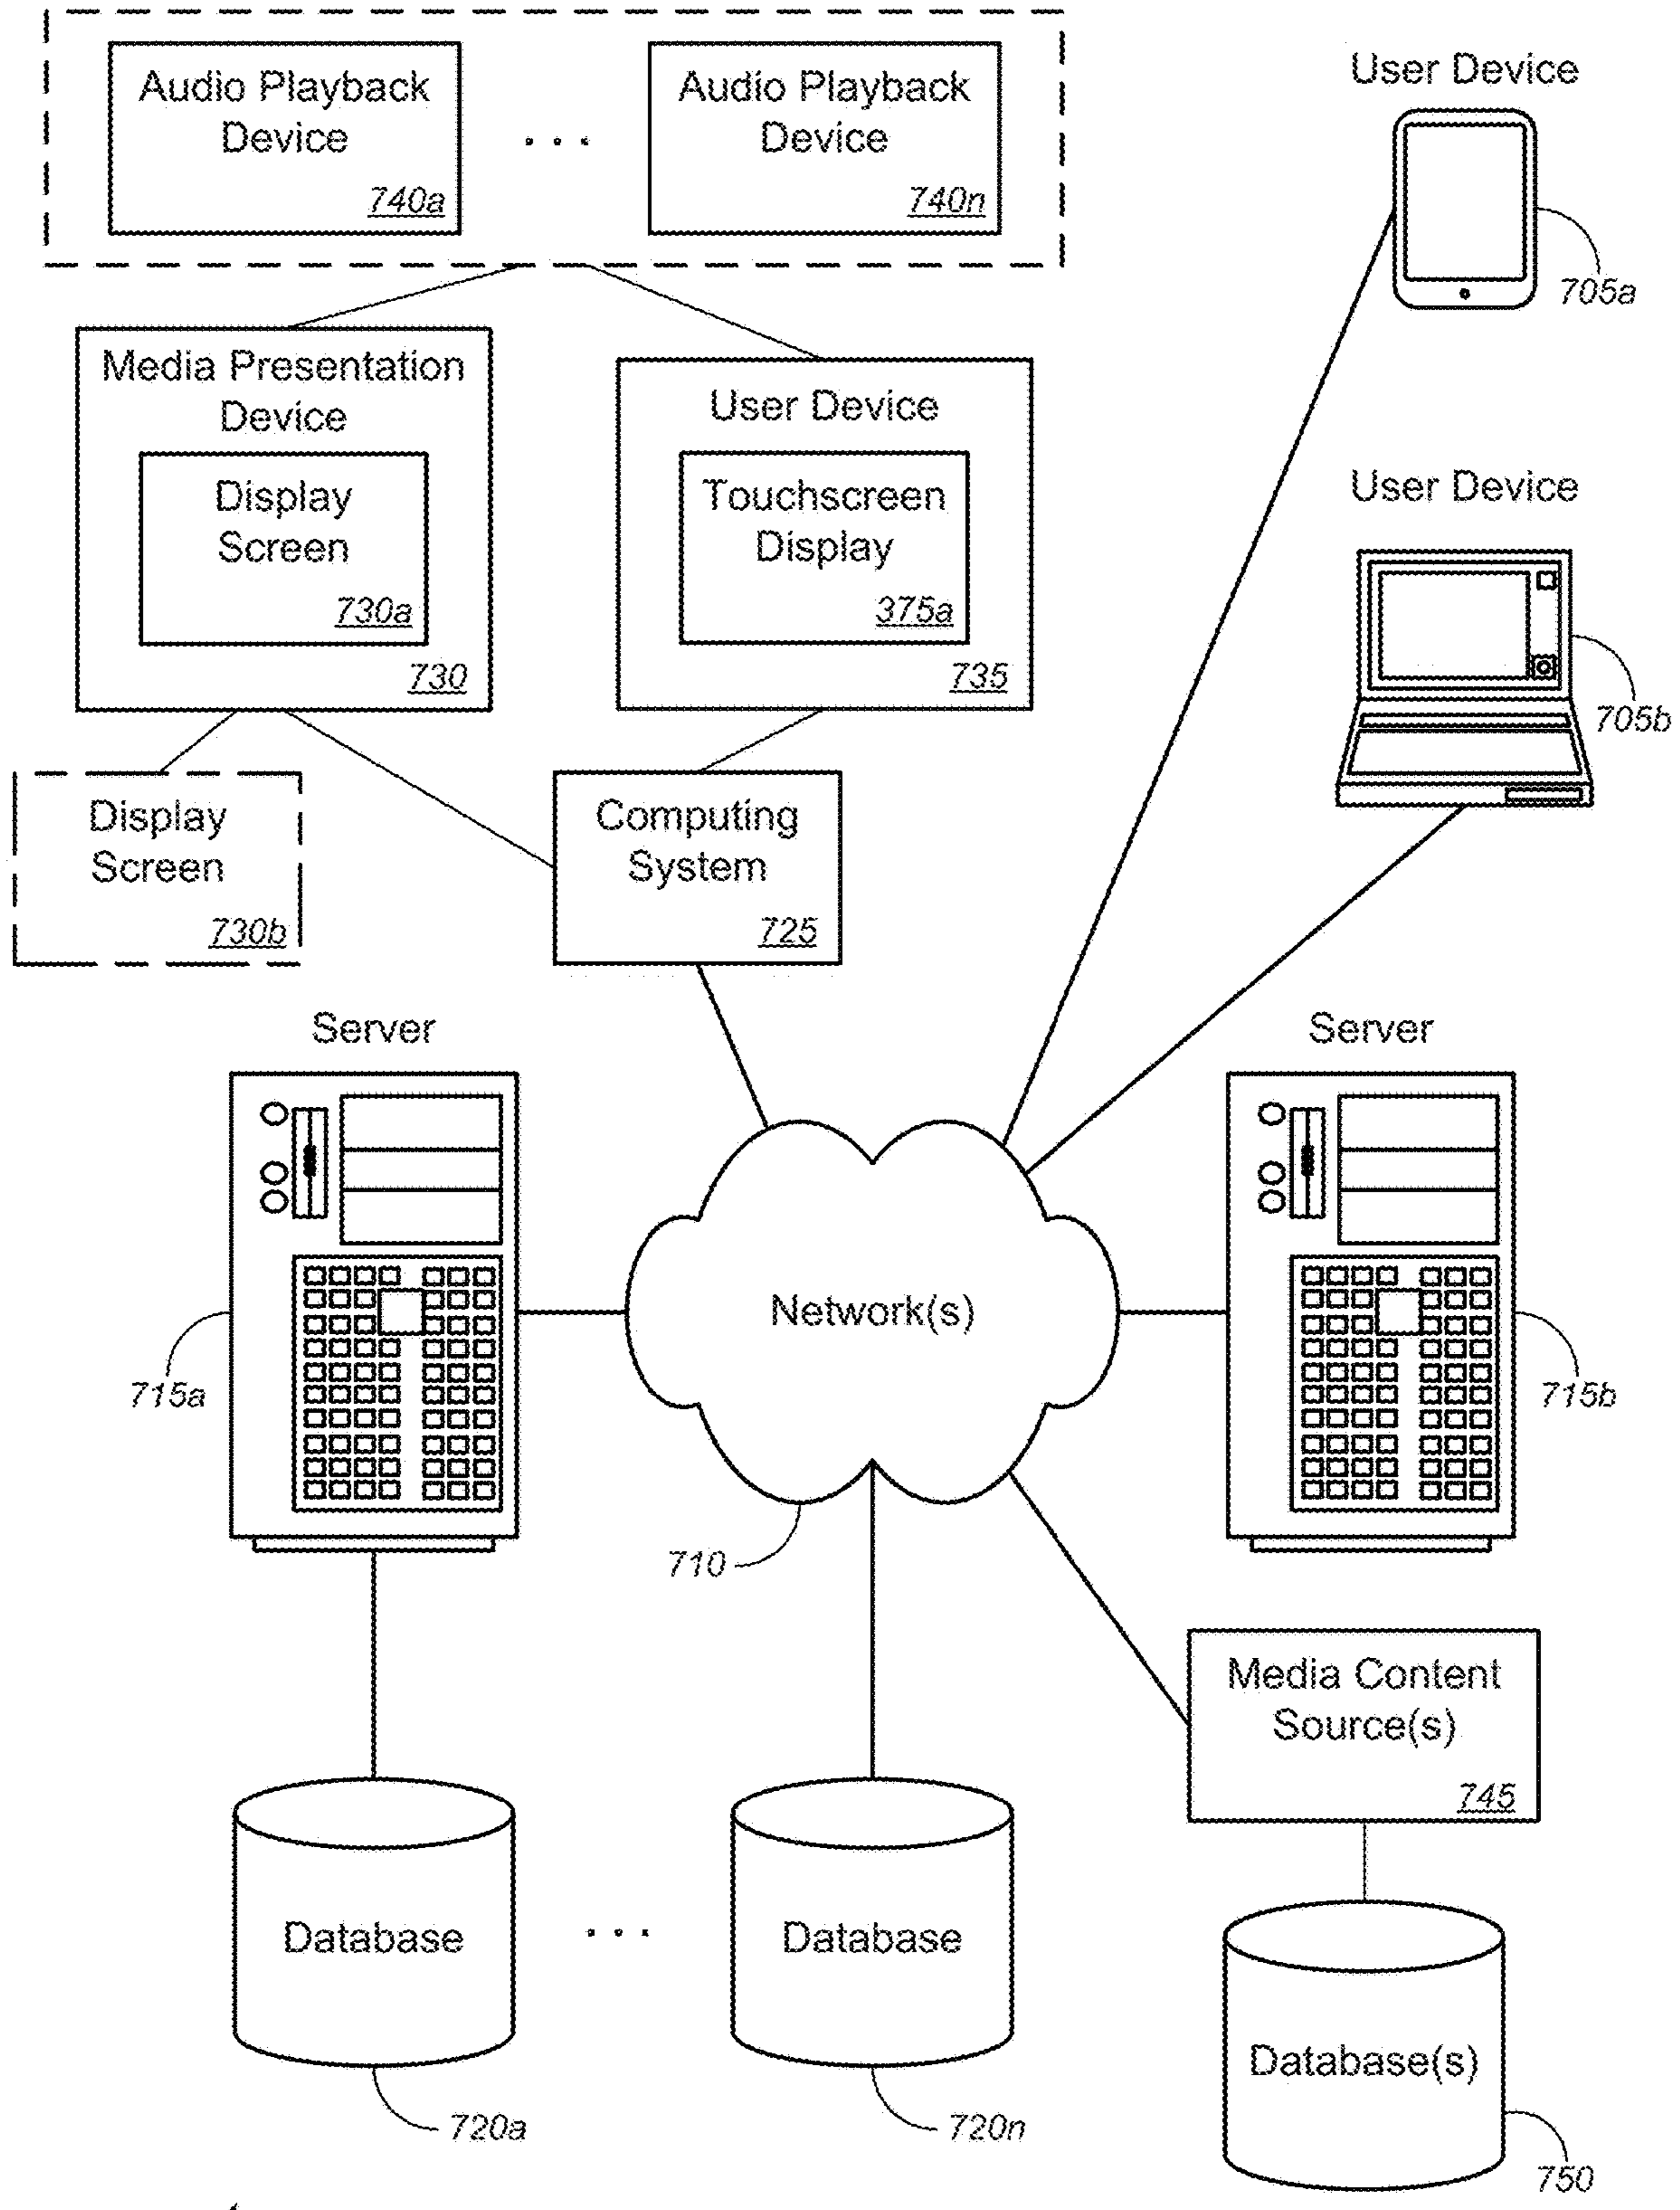 Audio Playback
Device
740a
. . .
Audio Playback
Device
740n
User Device
705a
Media Presentation
Device
Display
Screen
730a
730
User Device
Touchscreen
Display
375a
735
User Device
705b
Display
Screen
730b
Computing
System
725
Server
715a
Network(s)
710
Server
715b
Media Content
Source(s)
745
Database
720a
. . .
Database
720n
Database(s)
750